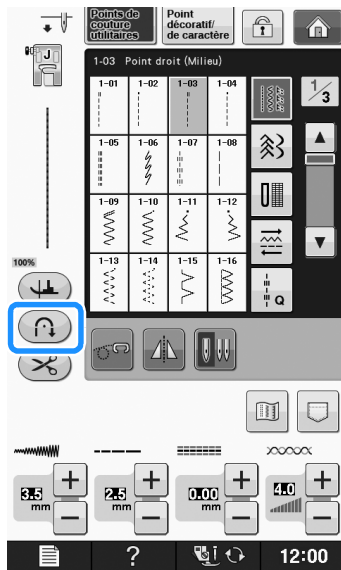 Points de
couture
utilitaires
Point
décoratif/
de caractère
J
1-03 Point droit (Milieu)
1/3
1-01 1-02 1-03 1-04
1-05 1-06 1-07 1-08
1-09 1-10 1-11 1-12
1-13 1-14 1-15 1-16
Q
100%
3.5 mm
2.5 mm
0.00 mm
4.0
?
12:00